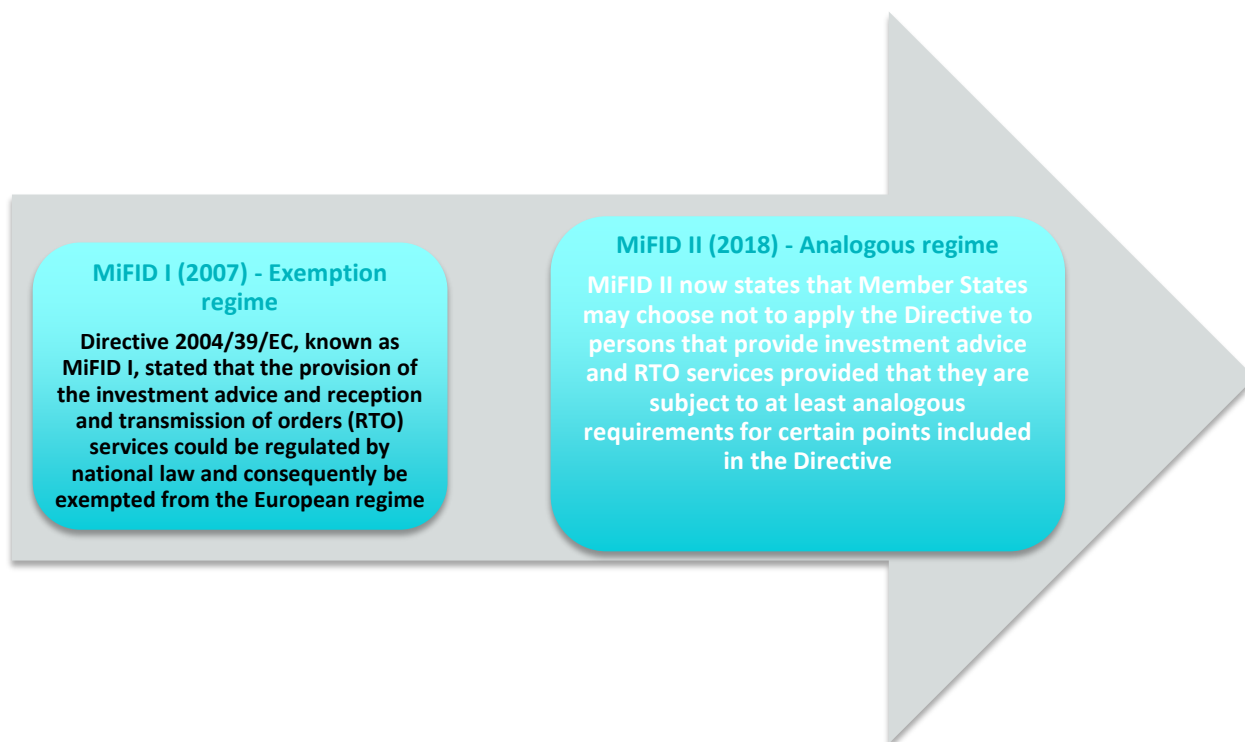 MiFID I (2007) - Exemption
regime
Directive 2004/39/EC, known as
MiFID I, stated that the provision of
the investment advice and reception
and transmission of orders (RTO)
services could be regulated by
national law and consequently be
exempted from the European regime
MiFID II (2018) - Analogous regime
MiFID II now states that Member States
may choose not to apply the Directive to
persons that provide investment advice
and RTO services provided that they are
subject to at least analogous
requirements for certain points included
in the Directive